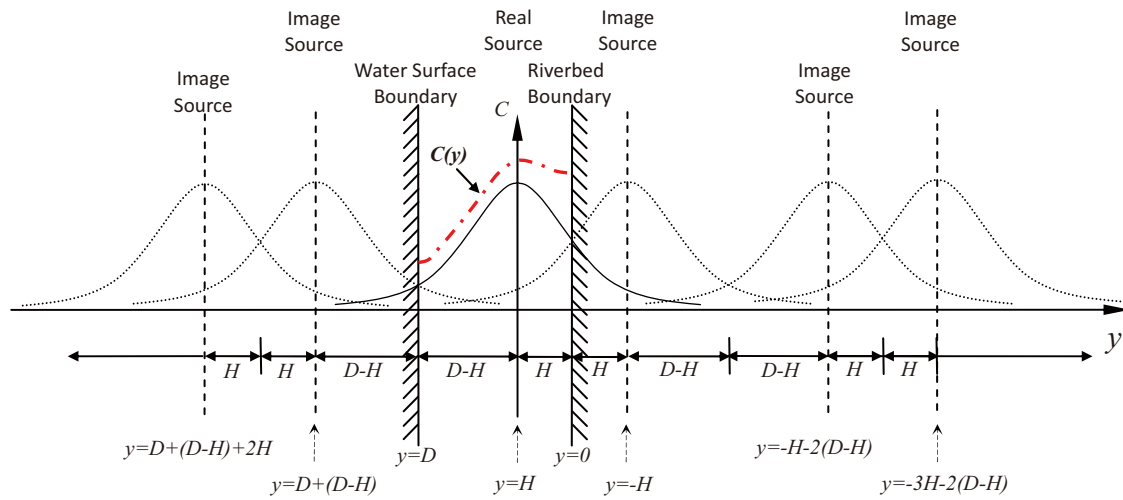 Image
Source
Real
Source
Image
Source
Image
Source
Image
Source
Water Surface
Boundary
Riverbed
Boundary
Image
Source
C
C(y)
y
H
H
D-H
D-H
H
H
D-H
D-H
H
H
y=D+(D-H)+2H
y=D+(D-H)
y=D
y=H
y=0
y=-H
y=-H-2(D-H)
y=-3H-2(D-H)